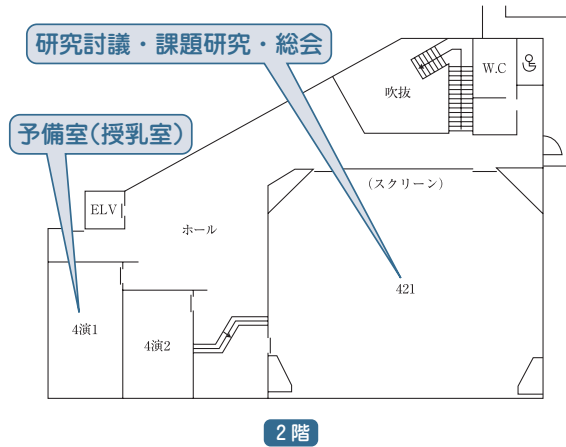 研究討議・課題研究・総会
W.C
吹抜
予備室(授乳室)
(スクリーン)
ELV
ホール
421
4演1
4演2
2階